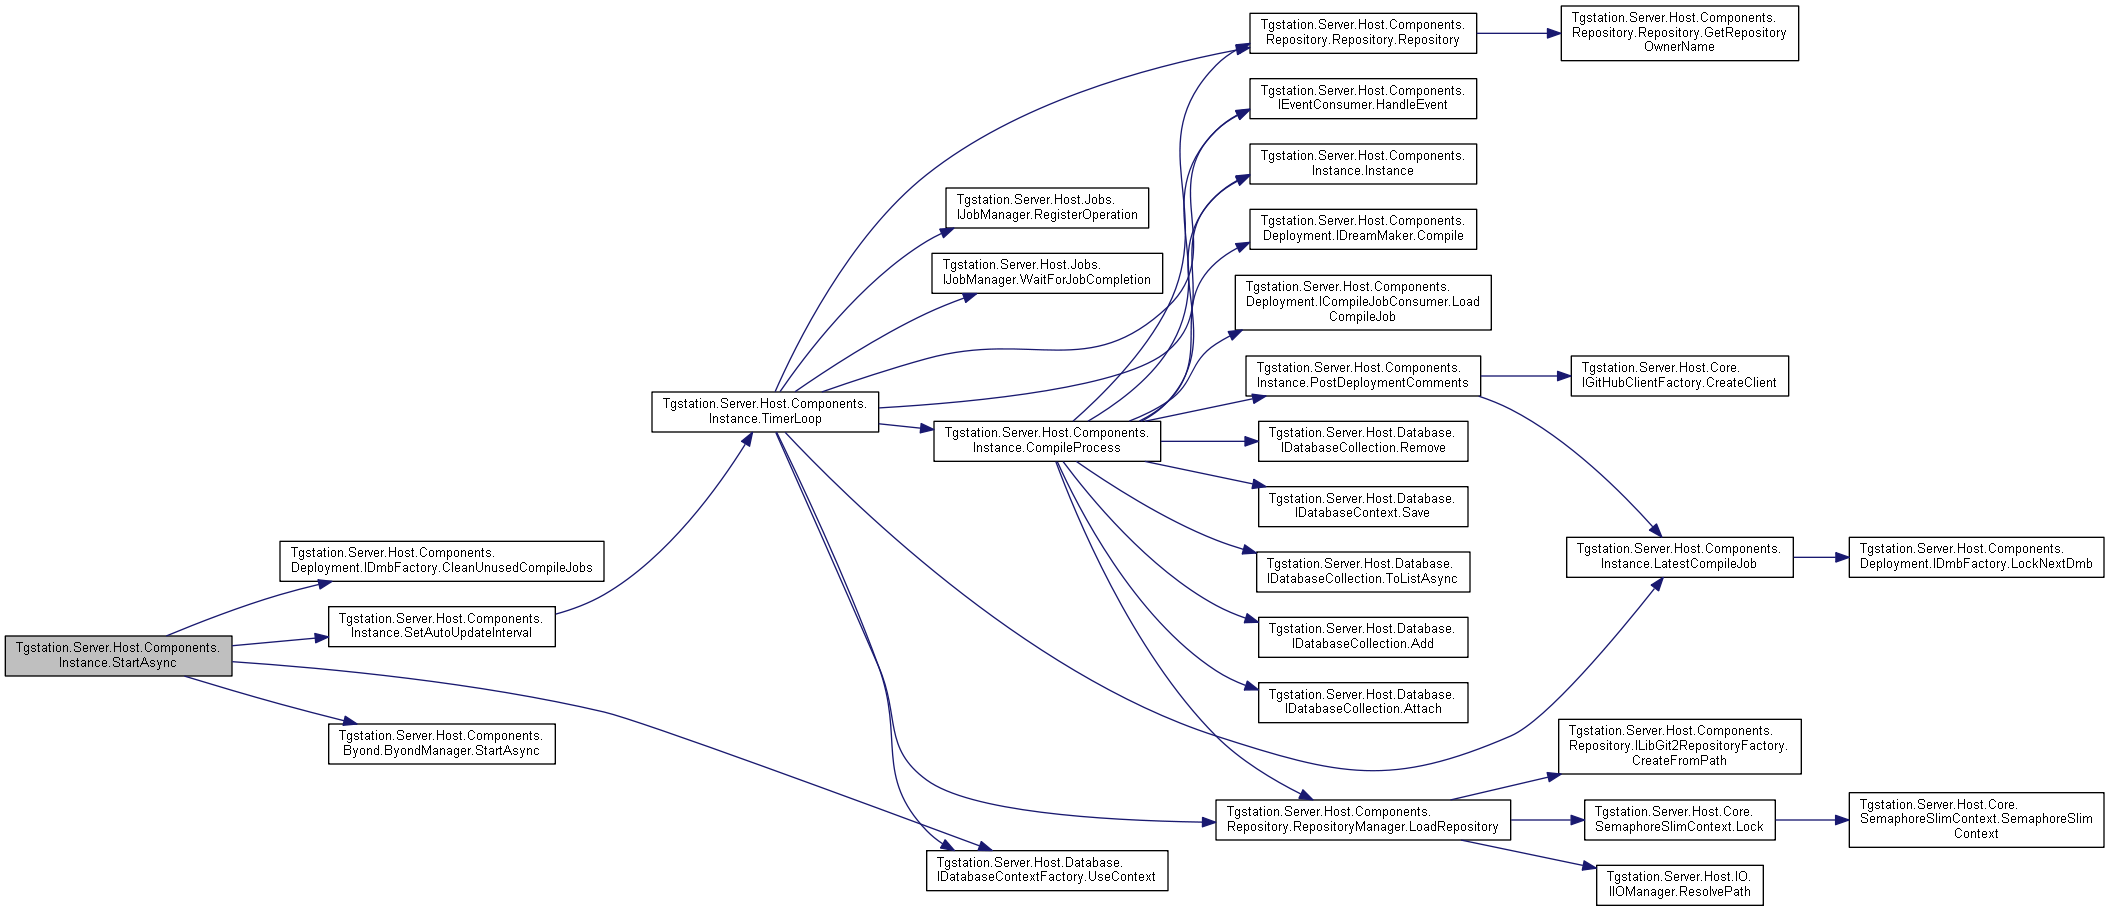 Tgstation.Server.Host.Components.
Instance.StartAsync
Tgstation.Server.Host.Components.
Deployment.IDmbFactory.CleanUnusedCompileJobs
Tgstation.Server.Host.Components.
Instance.SetAutoUpdateInterval
Tgstation.Server.Host.Components.
Byond.ByondManager.StartAsync
Tgstation.Server.Host.Components.
Instance.TimerLoop
Tgstation.Server.Host.Jobs.
IJobManager.RegisterOperation
Tgstation.Server.Host.Jobs.
IJobManager.WaitForJobCompletion
Tgstation.Server.Host.Components.
Instance.CompileProcess
Tgstation.Server.Host.Database.
IDatabaseContextFactory.UseContext
Tgstation.Server.Host.Components.
Repository.Repository.Repository
Tgstation.Server.Host.Components.
IEventConsumer.HandleEvent
Tgstation.Server.Host.Components.
Instance.Instance
Tgstation.Server.Host.Components.
Deployment.IDreamMaker.Compile
Tgstation.Server.Host.Components.
Deployment.ICompileJobConsumer.Load
CompileJob
Tgstation.Server.Host.Components.
Instance.PostDeploymentComments
Tgstation.Server.Host.Database.
IDatabaseCollection.Remove
Tgstation.Server.Host.Database.
IDatabaseContext.Save
Tgstation.Server.Host.Database.
IDatabaseCollection.ToListAsync
Tgstation.Server.Host.Database.
IDatabaseCollection.Add
Tgstation.Server.Host.Database.
IDatabaseCollection.Attach
Tgstation.Server.Host.Components.
Repository.RepositoryManager.LoadRepository
Tgstation.Server.Host.Components.
Repository.Repository.GetRepository
OwnerName
Tgstation.Server.Host.Core.
IGitHubClientFactory.CreateClient
Tgstation.Server.Host.Components.
Instance.LatestCompileJob
Tgstation.Server.Host.Components.
Repository.ILibGit2RepositoryFactory.
CreateFromPath
Tgstation.Server.Host.Core.
SemaphoreSlimContext.Lock
Tgstation.Server.Host.IO.
IIOManager.ResolvePath
Tgstation.Server.Host.Components.
Deployment.IDmbFactory.LockNextDmb
Tgstation.Server.Host.Core.
SemaphoreSlimContext.SemaphoreSlim
Context